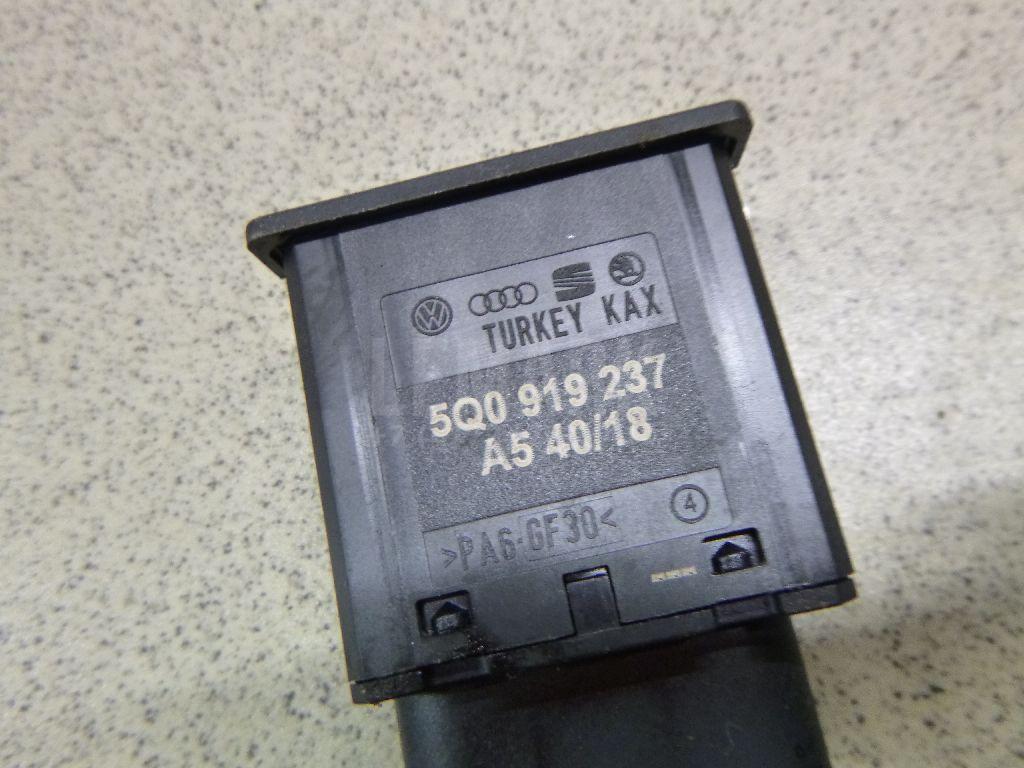 TURKEY KAX
5Q0 919 237
A5 40/18
>PA6-GF30<
4